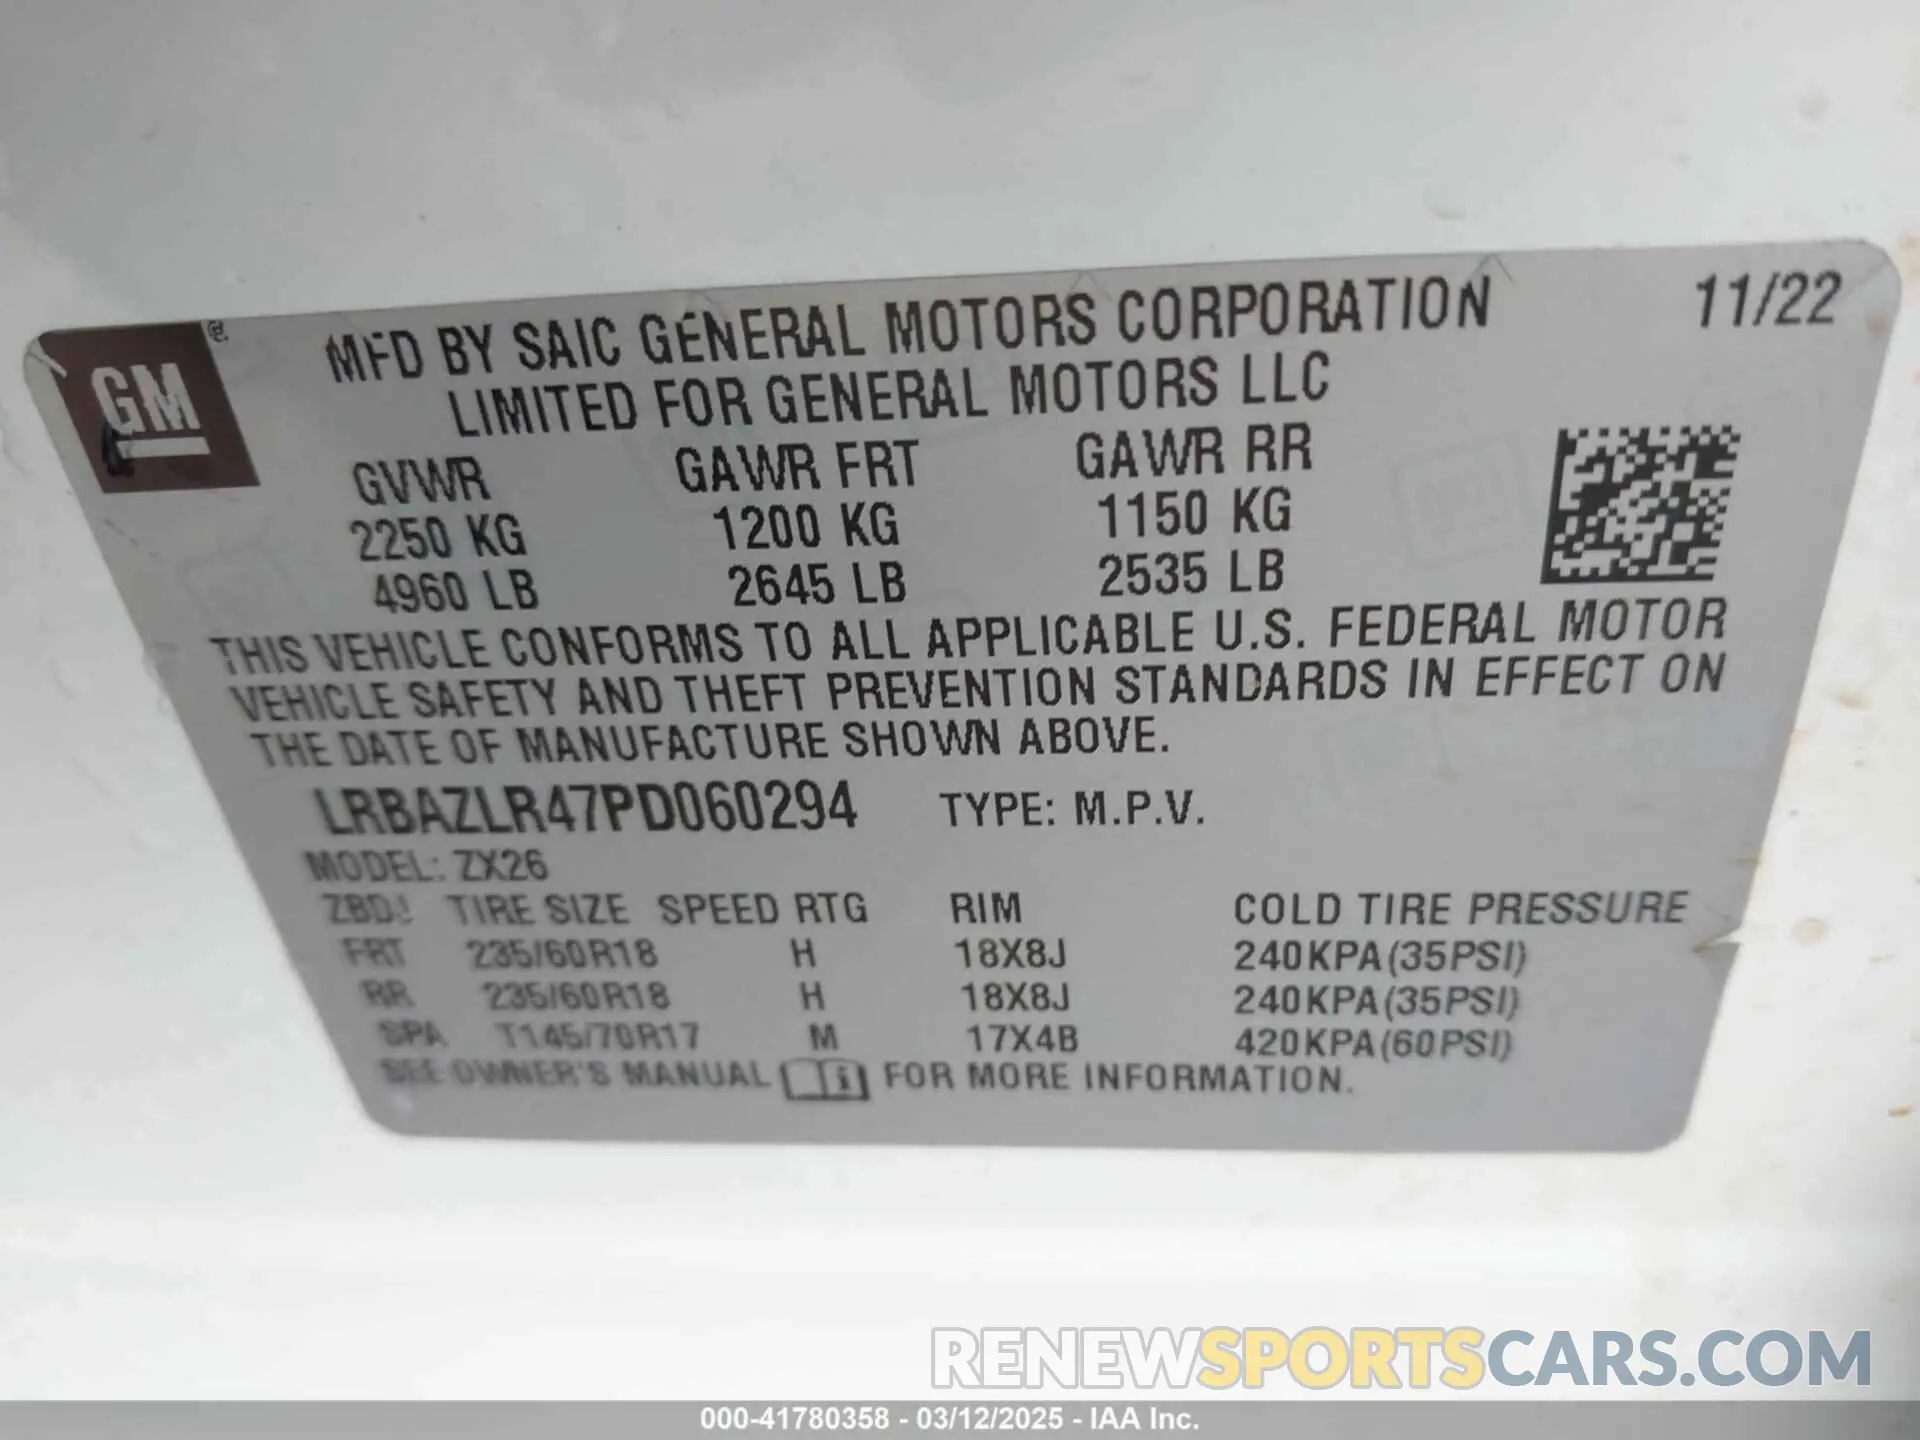 GM ®
MFD BY SAIC GENERAL MOTORS CORPORATION 11/22
LIMITED FOR GENERAL MOTORS LLC
GVWR GAWR FRT GAWR RR
2250 KG 1200 KG 1150 KG
4960 LB 2645 LB 2535 LB
THIS VEHICLE CONFORMS TO ALL APPLICABLE U.S. FEDERAL MOTOR
VEHICLE SAFETY AND THEFT PREVENTION STANDARDS IN EFFECT ON
THE DATE OF MANUFACTURE SHOWN ABOVE.
LRBAZLR47PD060294 TYPE: M.P.V.
MODEL: ZX26
TIRE SIZE SPEED RTG RIM COLD TIRE PRESSURE
FRT 235/60R18 H 18X8J 240KPA(35PSI)
RR 235/60R18 H 18X8J 240KPA(35PSI)
SPA T145/70R17 M 17X4B 420KPA(60PSI)
SEE OWNER'S MANUAL i FOR MORE INFORMATION.
RENEWSPORTSCARS.COM
000-41780358 - 03/12/2025 - IAA Inc.